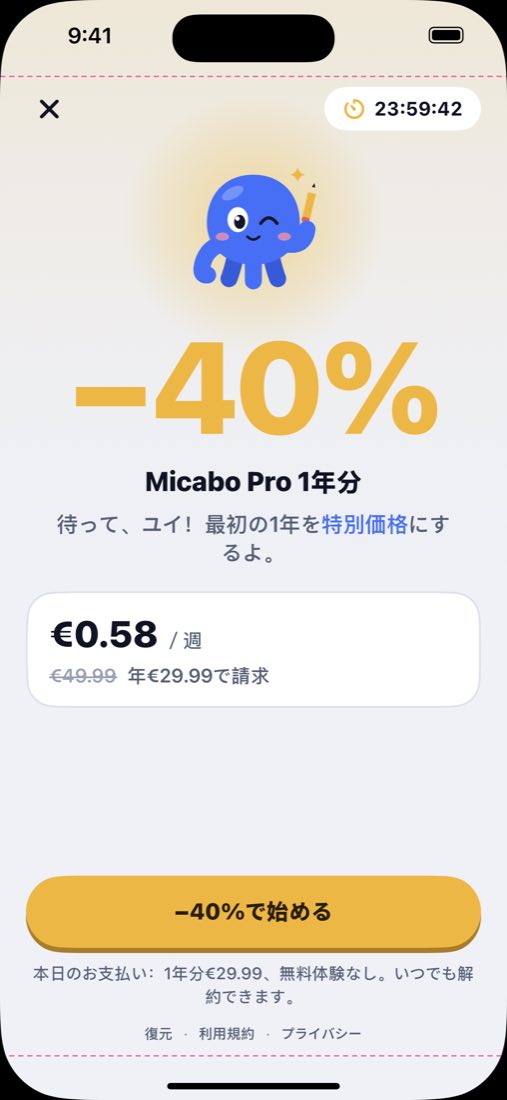 9:41
23:59:42
−40%
Micabo Pro 1年分
待って、ユイ！最初の1年を特別価格にす
るよ。
€0.58 / 週
€49.99 年€29.99で請求
−40%で始める
本日のお支払い：1年分€29.99、無料体験なし。いつでも解
約できます。
復元 · 利用規約 · プライバシー